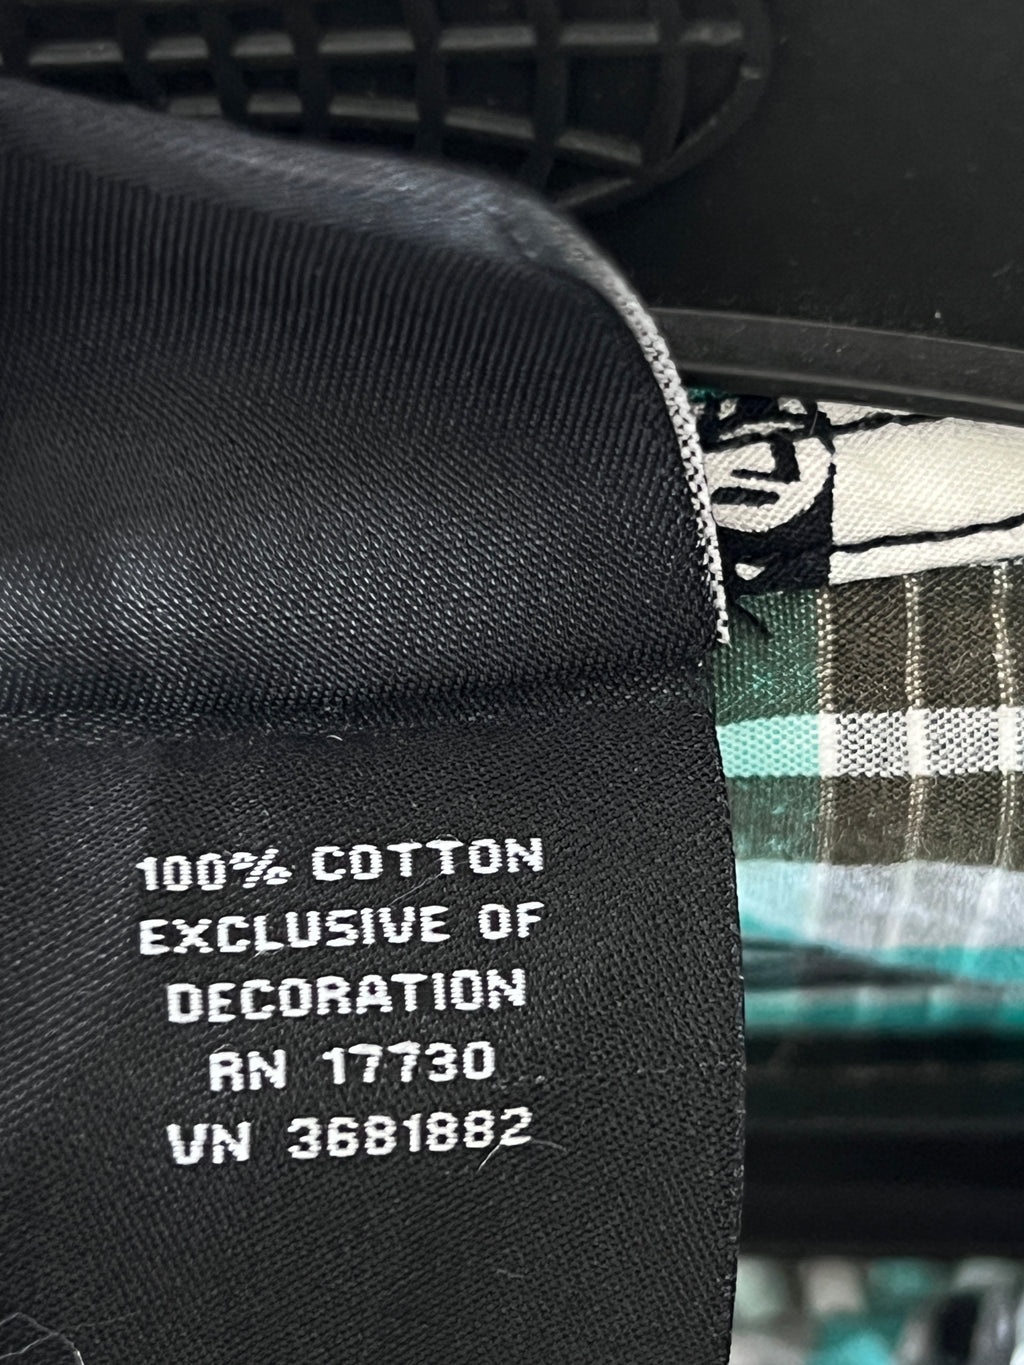 100% COTTON
EXCLUSIVE OF
DECORATION
RN 17730
VN 3681882